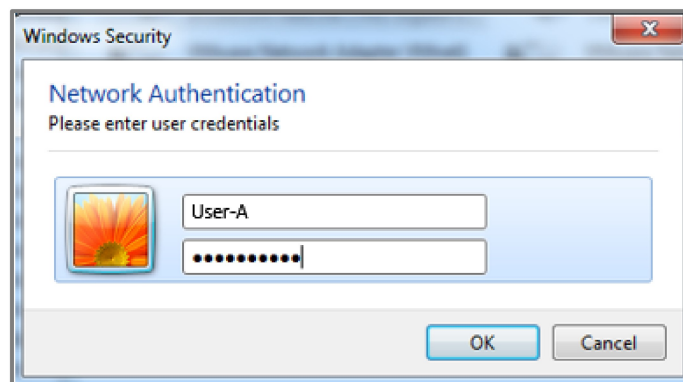 Windows Security
Network Authentication
Please enter user credentials
User-A
●●●●●●●●●●
OK
Cancel